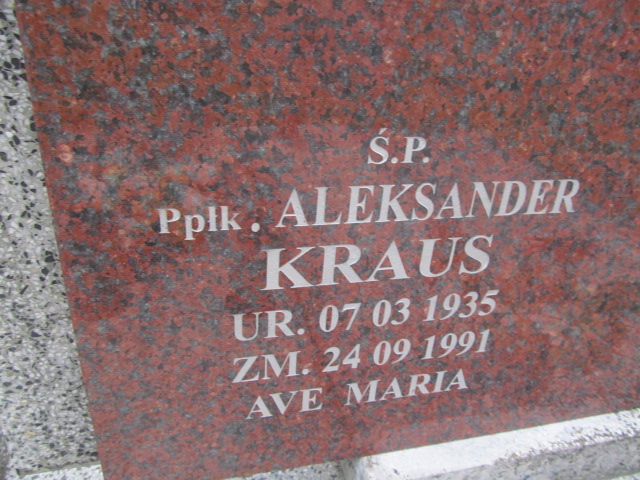 Ś.P.
Ppłk. ALEKSANDER
KRAUS
UR. 07 03 1935
ZM. 24 09 1991
AVE MARIA